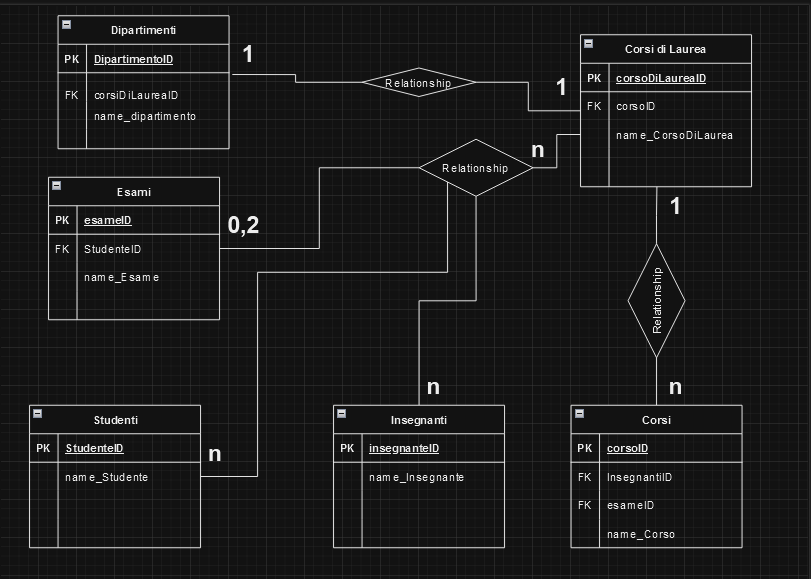 Dipartimenti
PK DipartimentoID
FK corsiDiLaureaID
name_dipartimento
1
Relationship
1
Corsi di Laurea
PK corsoDiLaureaID
FK corsoID
name_CorsoDiLaurea
n
Relationship
Esami
PK esameID
FK StudenteID
name_Esame
0,2
1
Relationship
n
Studenti
PK StudenteID
name_Studente
n
n
Insegnanti
PK insegnanteID
name_Insegnante
Corsi
PK corsoID
FK InsegnantiID
FK esameID
name_Corso